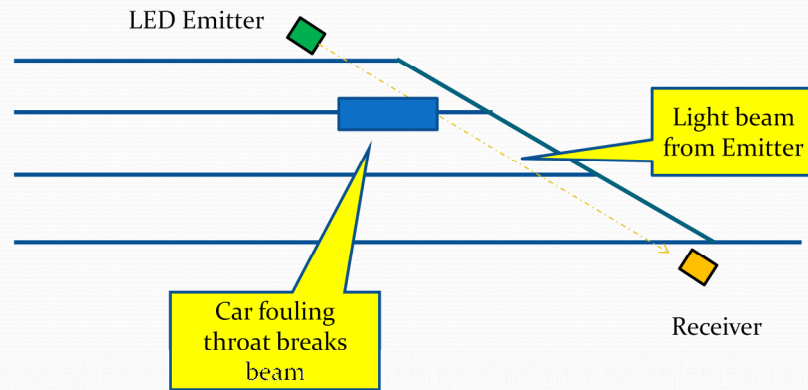 LED Emitter
Light beam
from Emitter
Car fouling
throat breaks
beam
Receiver